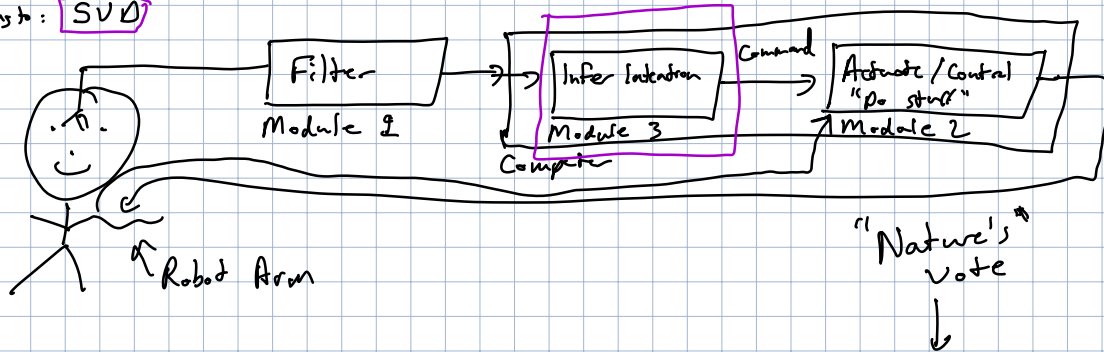 s to: SVD
Filter
Module 1
Infer Intention
Module 3
Computer
Command
Actuate/Control
"Do stuff"
Module 2
Robot Arm
"Nature's"
vote